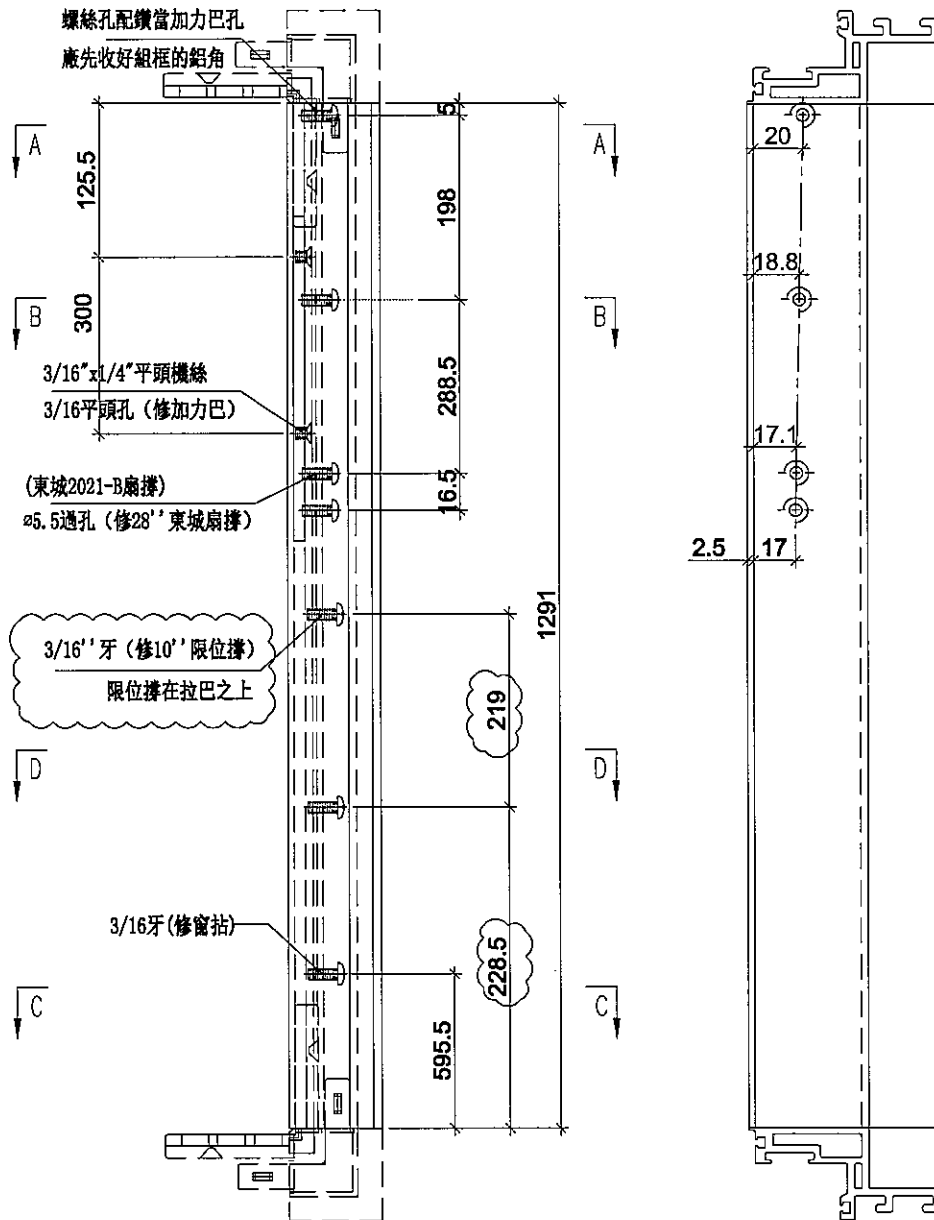 螺絲孔配鑽當加力巴孔
廠先收好組框的鋁角
A
A
5
20
125.5
198
18.8
B
B
300
288.5
3/16"x1/4"平頭機絲
3/16平頭孔（修加力巴）
17.1
(東城2021-B扇撐)
16.5
ø5.5過孔（修28''東城扇撐）
2.5
17
1291
3/16''牙（修10''限位撐）
限位撐在拉巴之上
219
D
D
3/16牙(修窗拈)
228.5
C
C
595.5